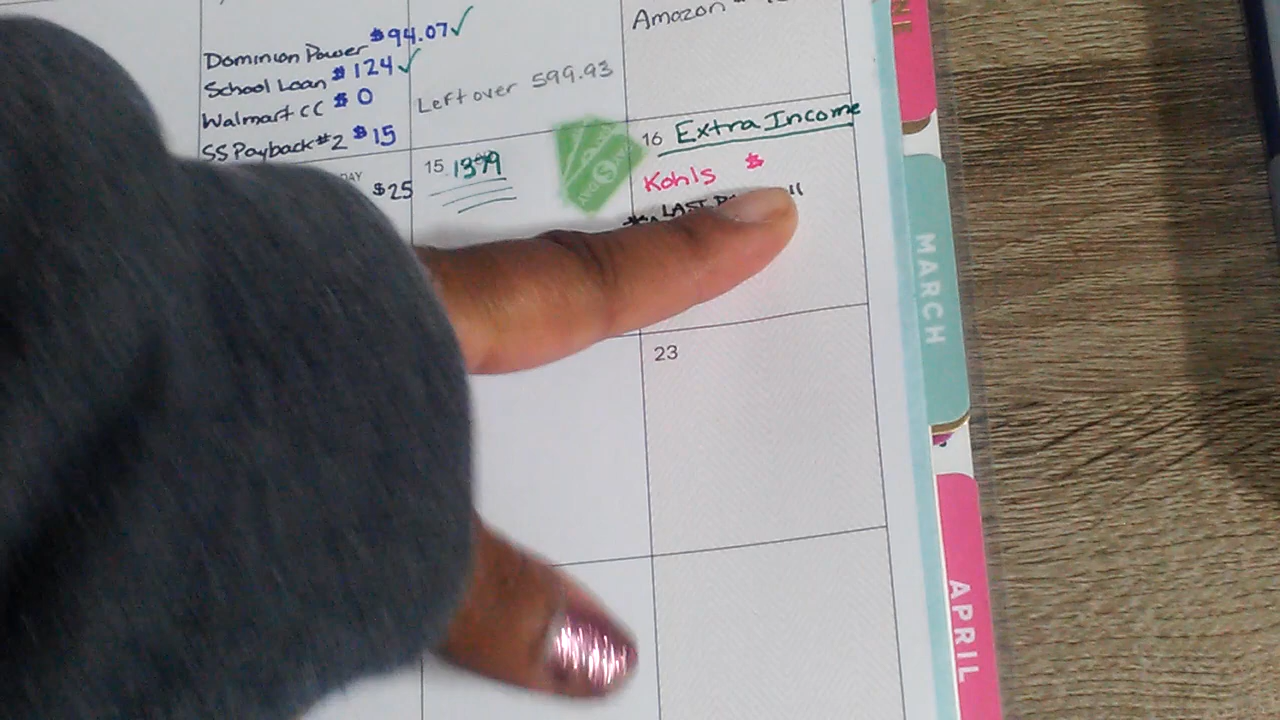 Amazon
Dominion Power $94.07✓
School Loan $124✓
Walmart CC $0
SS Payback #2 $15
Left over 599.93
$25
15 1379
16 Extra Income
Kohls $
LAST
23
MARCH
APRIL